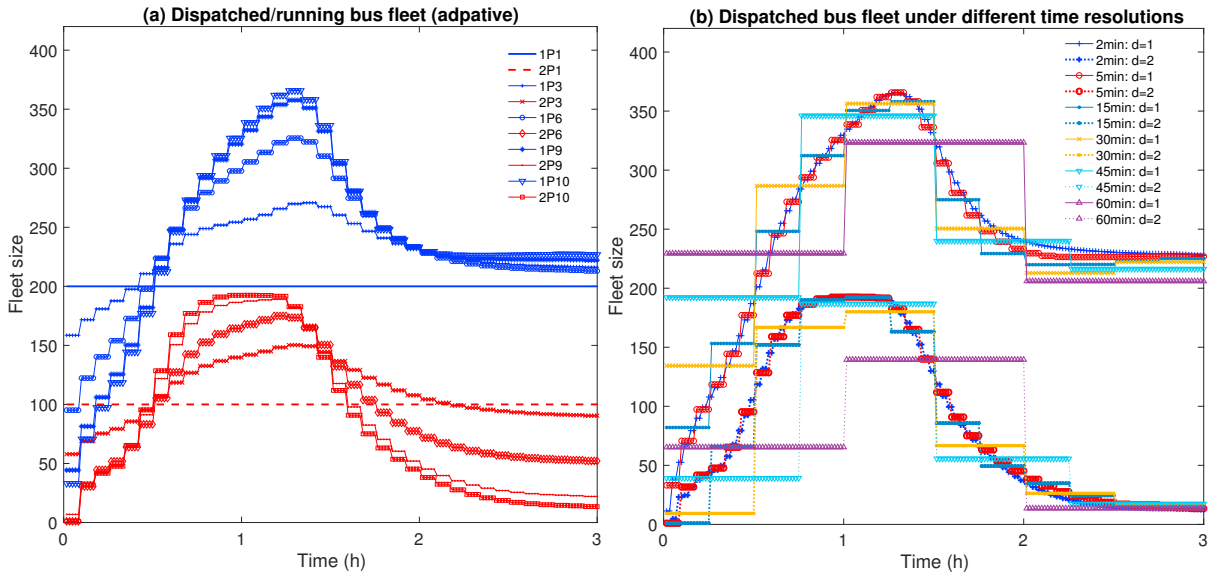 (a) Dispatched/running bus fleet (adpative)
Fleet size
400
350
300
250
200
150
100
50
0
0
1
2
3
Time (h)
1P1
2P1
1P3
2P3
1P6
2P6
1P9
2P9
1P10
2P10
(b) Dispatched bus fleet under different time resolutions
Fleet size
400
350
300
250
200
150
100
50
0
0
1
2
3
Time (h)
2min: d=1
2min: d=2
5min: d=1
5min: d=2
15min: d=1
15min: d=2
30min: d=1
30min: d=2
45min: d=1
45min: d=2
60min: d=1
60min: d=2